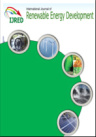 International Journal of
Renewable Energy Development
IJRED